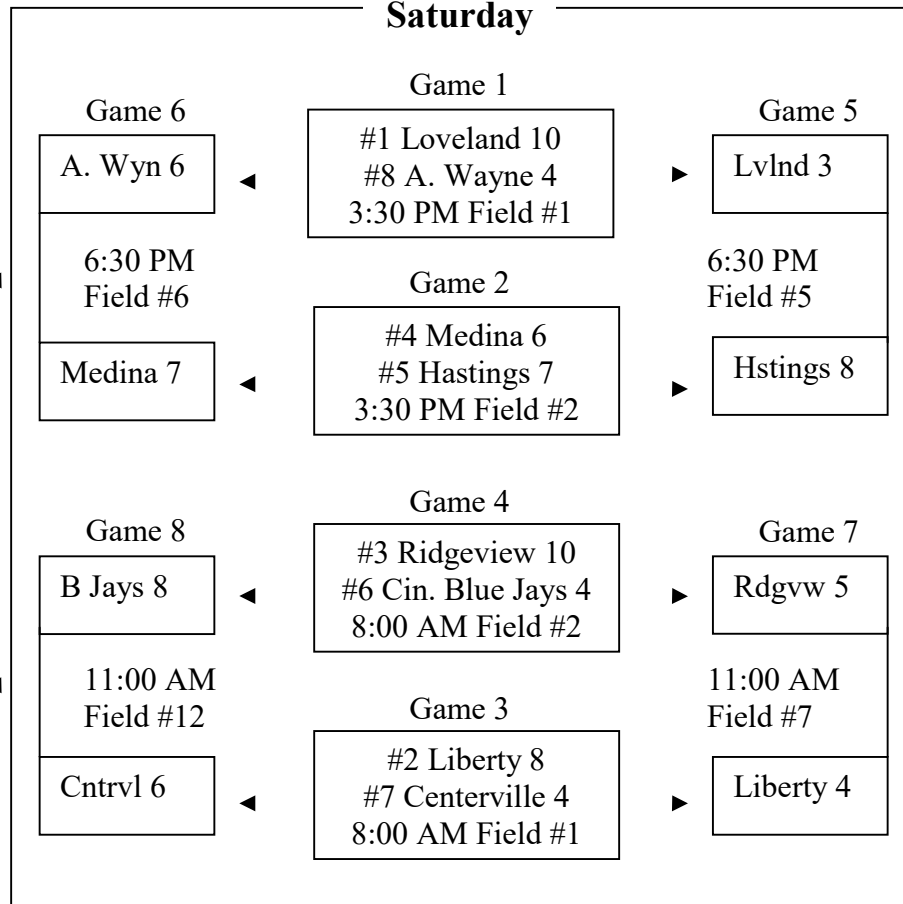 Saturday
Game 1
#1 Loveland 10
#8 A. Wayne 4
3:30 PM Field #1
Game 6
A. Wyn 6
6:30 PM
Field #6
Medina 7
Game 5
Lvlnd 3
6:30 PM
Field #5
Hstings 8
Game 2
#4 Medina 6
#5 Hastings 7
3:30 PM Field #2
Game 4
#3 Ridgeview 10
#6 Cin. Blue Jays 4
8:00 AM Field #2
Game 8
B Jays 8
11:00 AM
Field #12
Cntrvl 6
Game 7
Rdgvw 5
11:00 AM
Field #7
Liberty 4
Game 3
#2 Liberty 8
#7 Centerville 4
8:00 AM Field #1